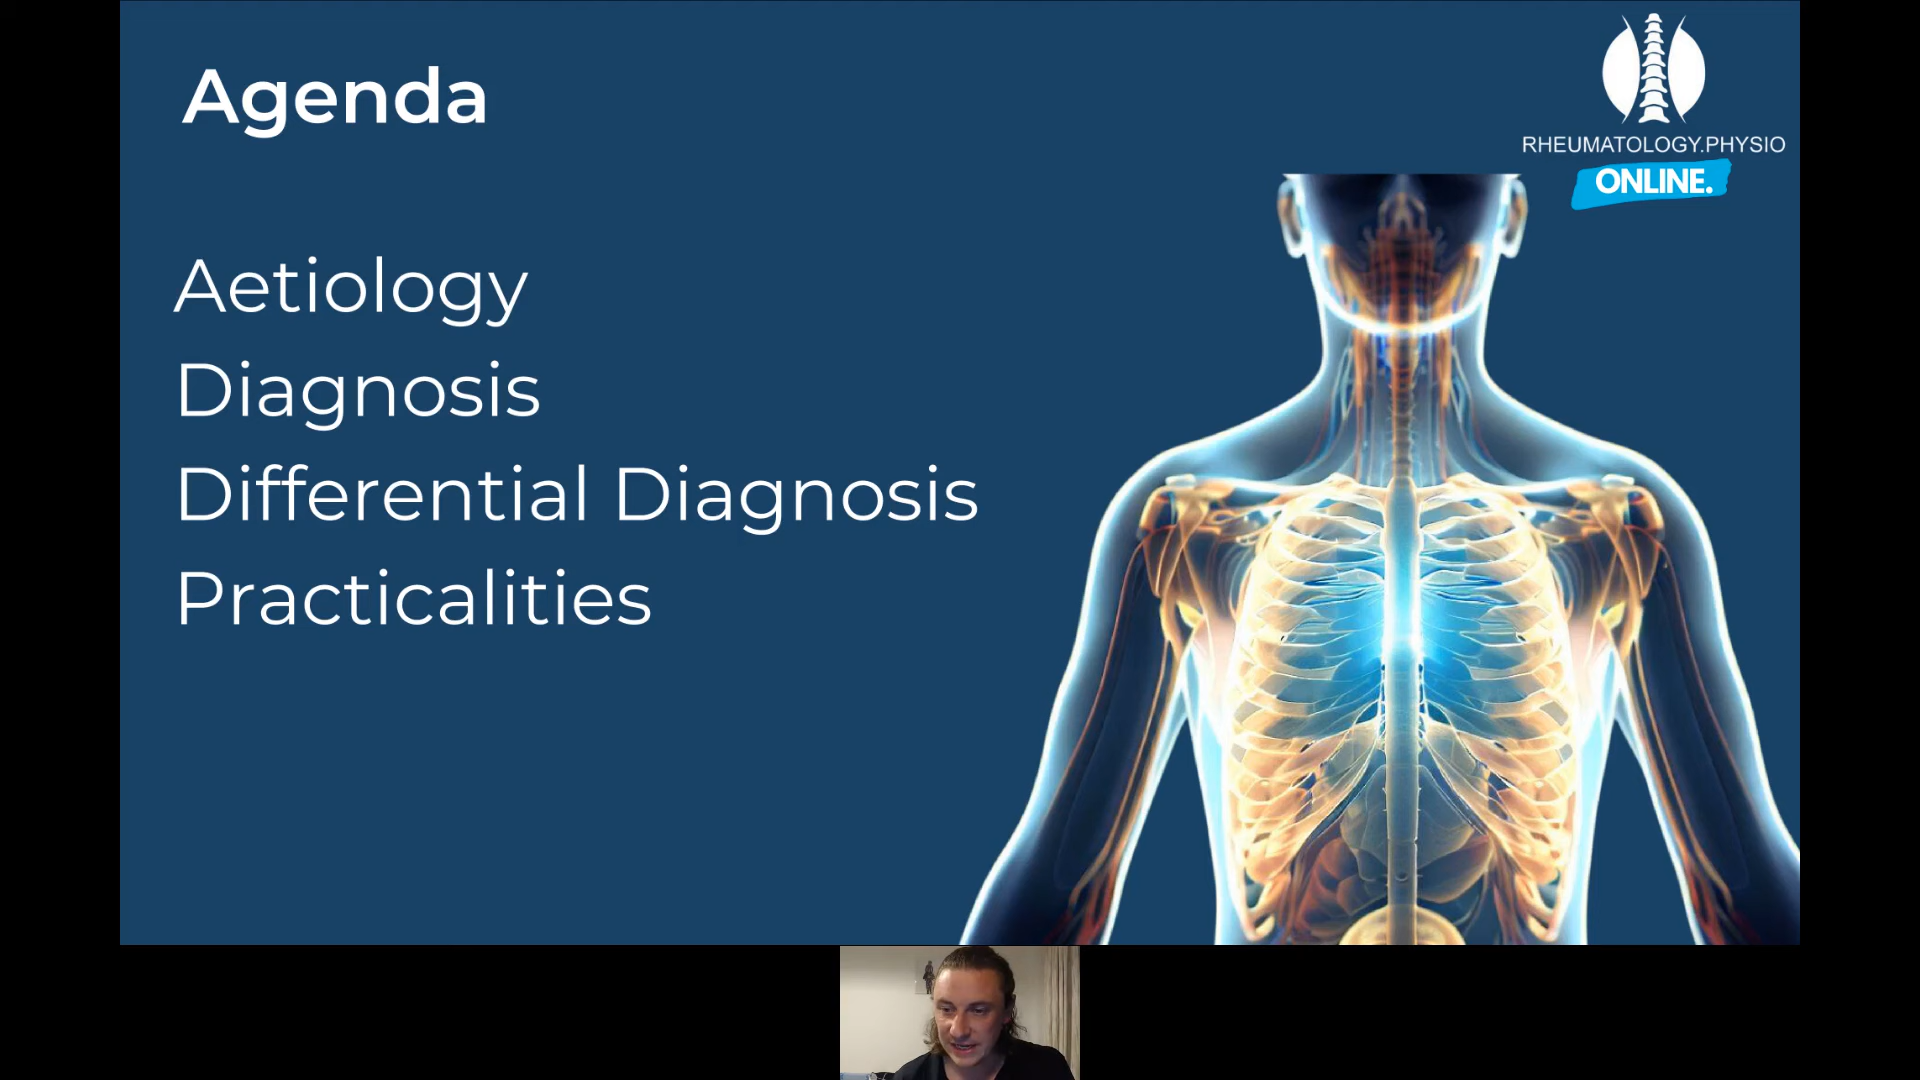 Agenda
RHEUMATOLOGY.PHYSIO
ONLINE.
Aetiology
Diagnosis
Differential Diagnosis
Practicalities